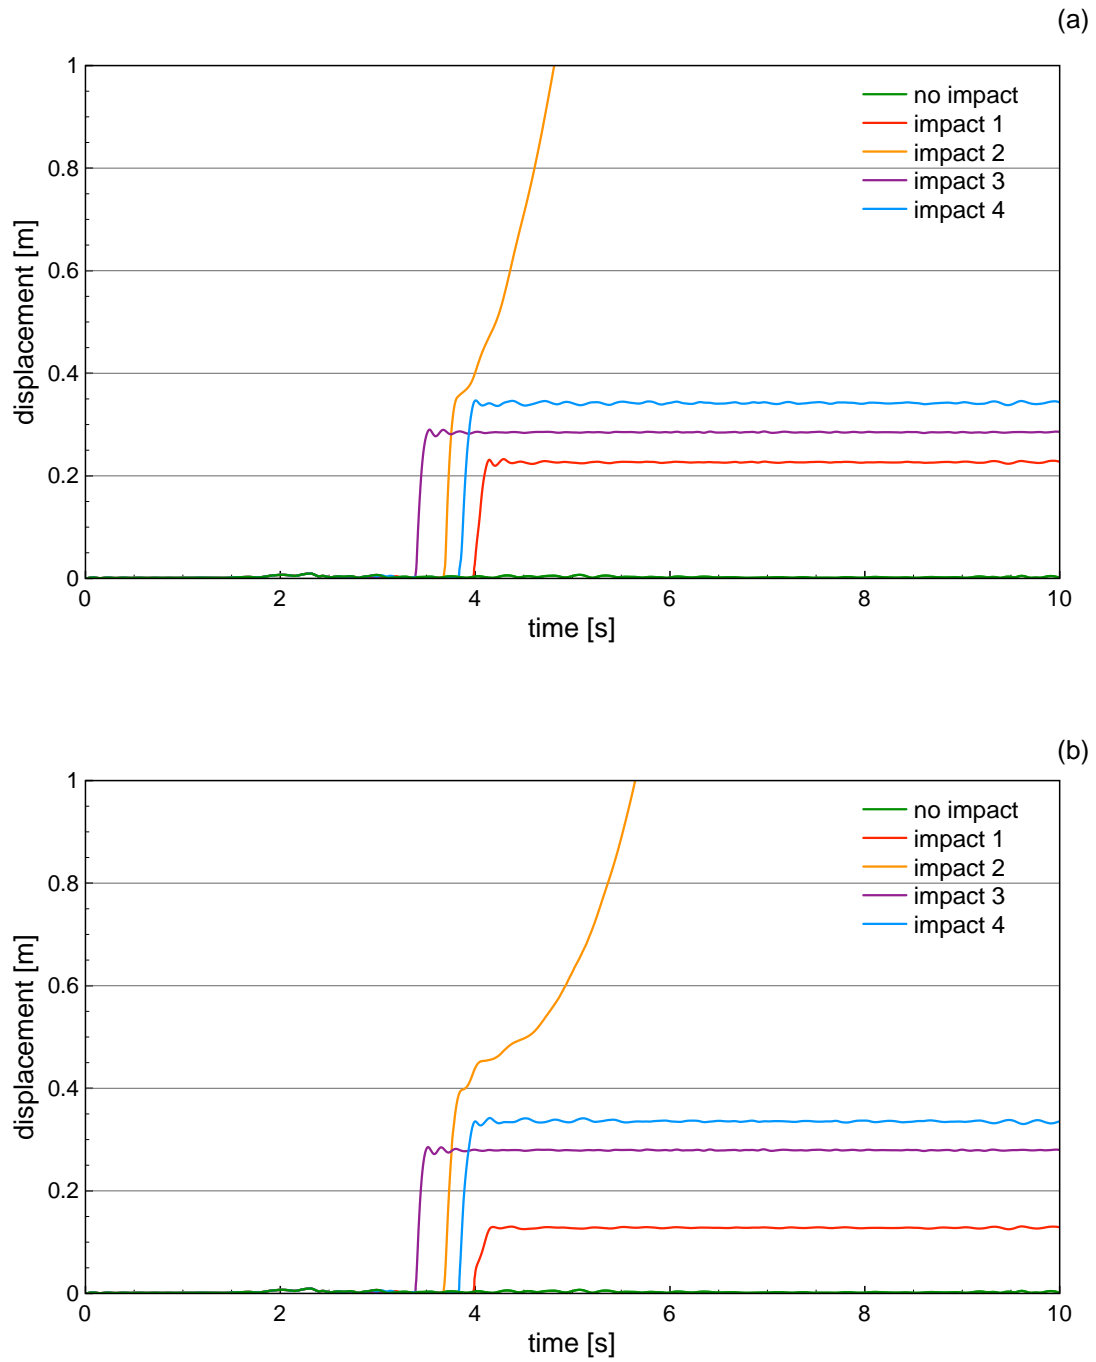 (a)
1
0.8
0.6
0.4
0.2
0
displacement [m]
no impact
impact 1
impact 2
impact 3
impact 4
0 2 4 6 8 10
time [s]
(b)
1
0.8
0.6
0.4
0.2
0
displacement [m]
no impact
impact 1
impact 2
impact 3
impact 4
0 2 4 6 8 10
time [s]